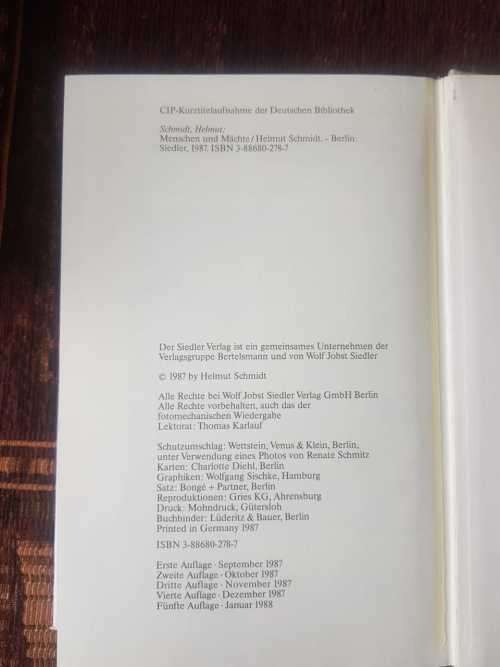 CIP-Kurztitelaufnahme der Deutschen Bibliothek
Schmidt, Helmut:
Menschen und Mächte / Helmut Schmidt. - Berlin:
Siedler, 1987. ISBN 3-88680-278-7
Der Siedler Verlag ist ein gemeinsames Unternehmen der
Verlagsgruppe Bertelsmann und von Wolf Jobst Siedler
© 1987 by Helmut Schmidt
Alle Rechte bei Wolf Jobst Siedler Verlag GmbH Berlin
Alle Rechte vorbehalten, auch das der
fotomechanischen Wiedergabe
Lektorat: Thomas Karlauf
Schutzumschlag: Wettstein, Venus & Klein, Berlin,
unter Verwendung eines Photos von Renate Schmitz
Karten: Charlotte Diehl, Berlin
Graphiken: Wolfgang Sischke, Hamburg
Satz: Bongé + Partner, Berlin
Reproduktionen: Gries KG, Ahrensburg
Druck: Mohndruck, Gütersloh
Buchbinder: Lüderitz & Bauer, Berlin
Printed in Germany 1987
ISBN 3-88680-278-7
Erste Auflage · September 1987
Zweite Auflage · Oktober 1987
Dritte Auflage · November 1987
Vierte Auflage · Dezember 1987
Fünfte Auflage · Januar 1988